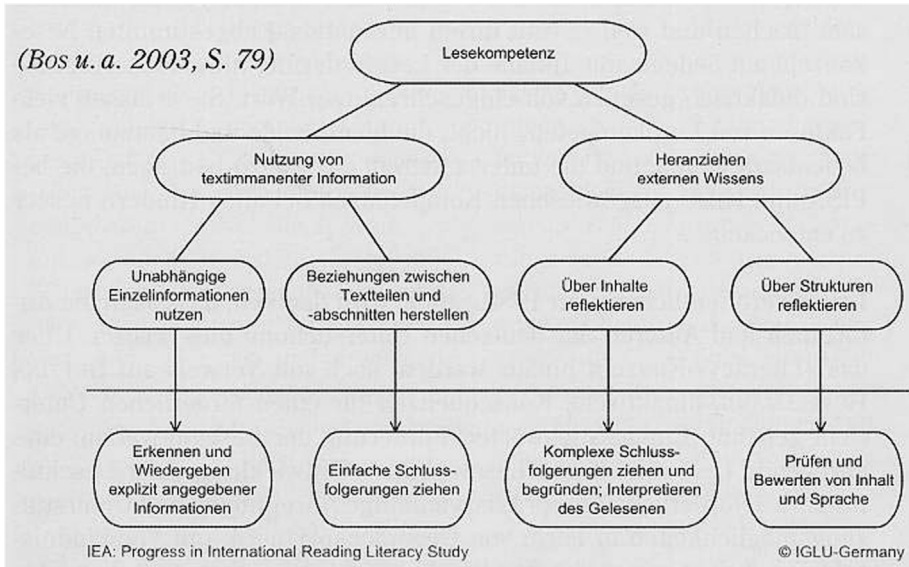 (Bos u. a. 2003, S. 79)
Lesekompetenz
Nutzung von
textimmanenter Information
Heranziehen
externen Wissens
Unabhängige
Einzelinformationen
nutzen
Beziehungen zwischen
Textteilen und
-abschnitten herstellen
Über Inhalte
reflektieren
Über Strukturen
reflektieren
Erkennen und
Wiedergeben
explizit angegebener
Informationen
Einfache Schluss-
folgerungen ziehen
Komplexe Schluss-
folgerungen ziehen und
begründen; Interpretieren
des Gelesenen
Prüfen und
Bewerten von Inhalt
und Sprache
IEA: Progress in International Reading Literacy Study
© IGLU-Germany